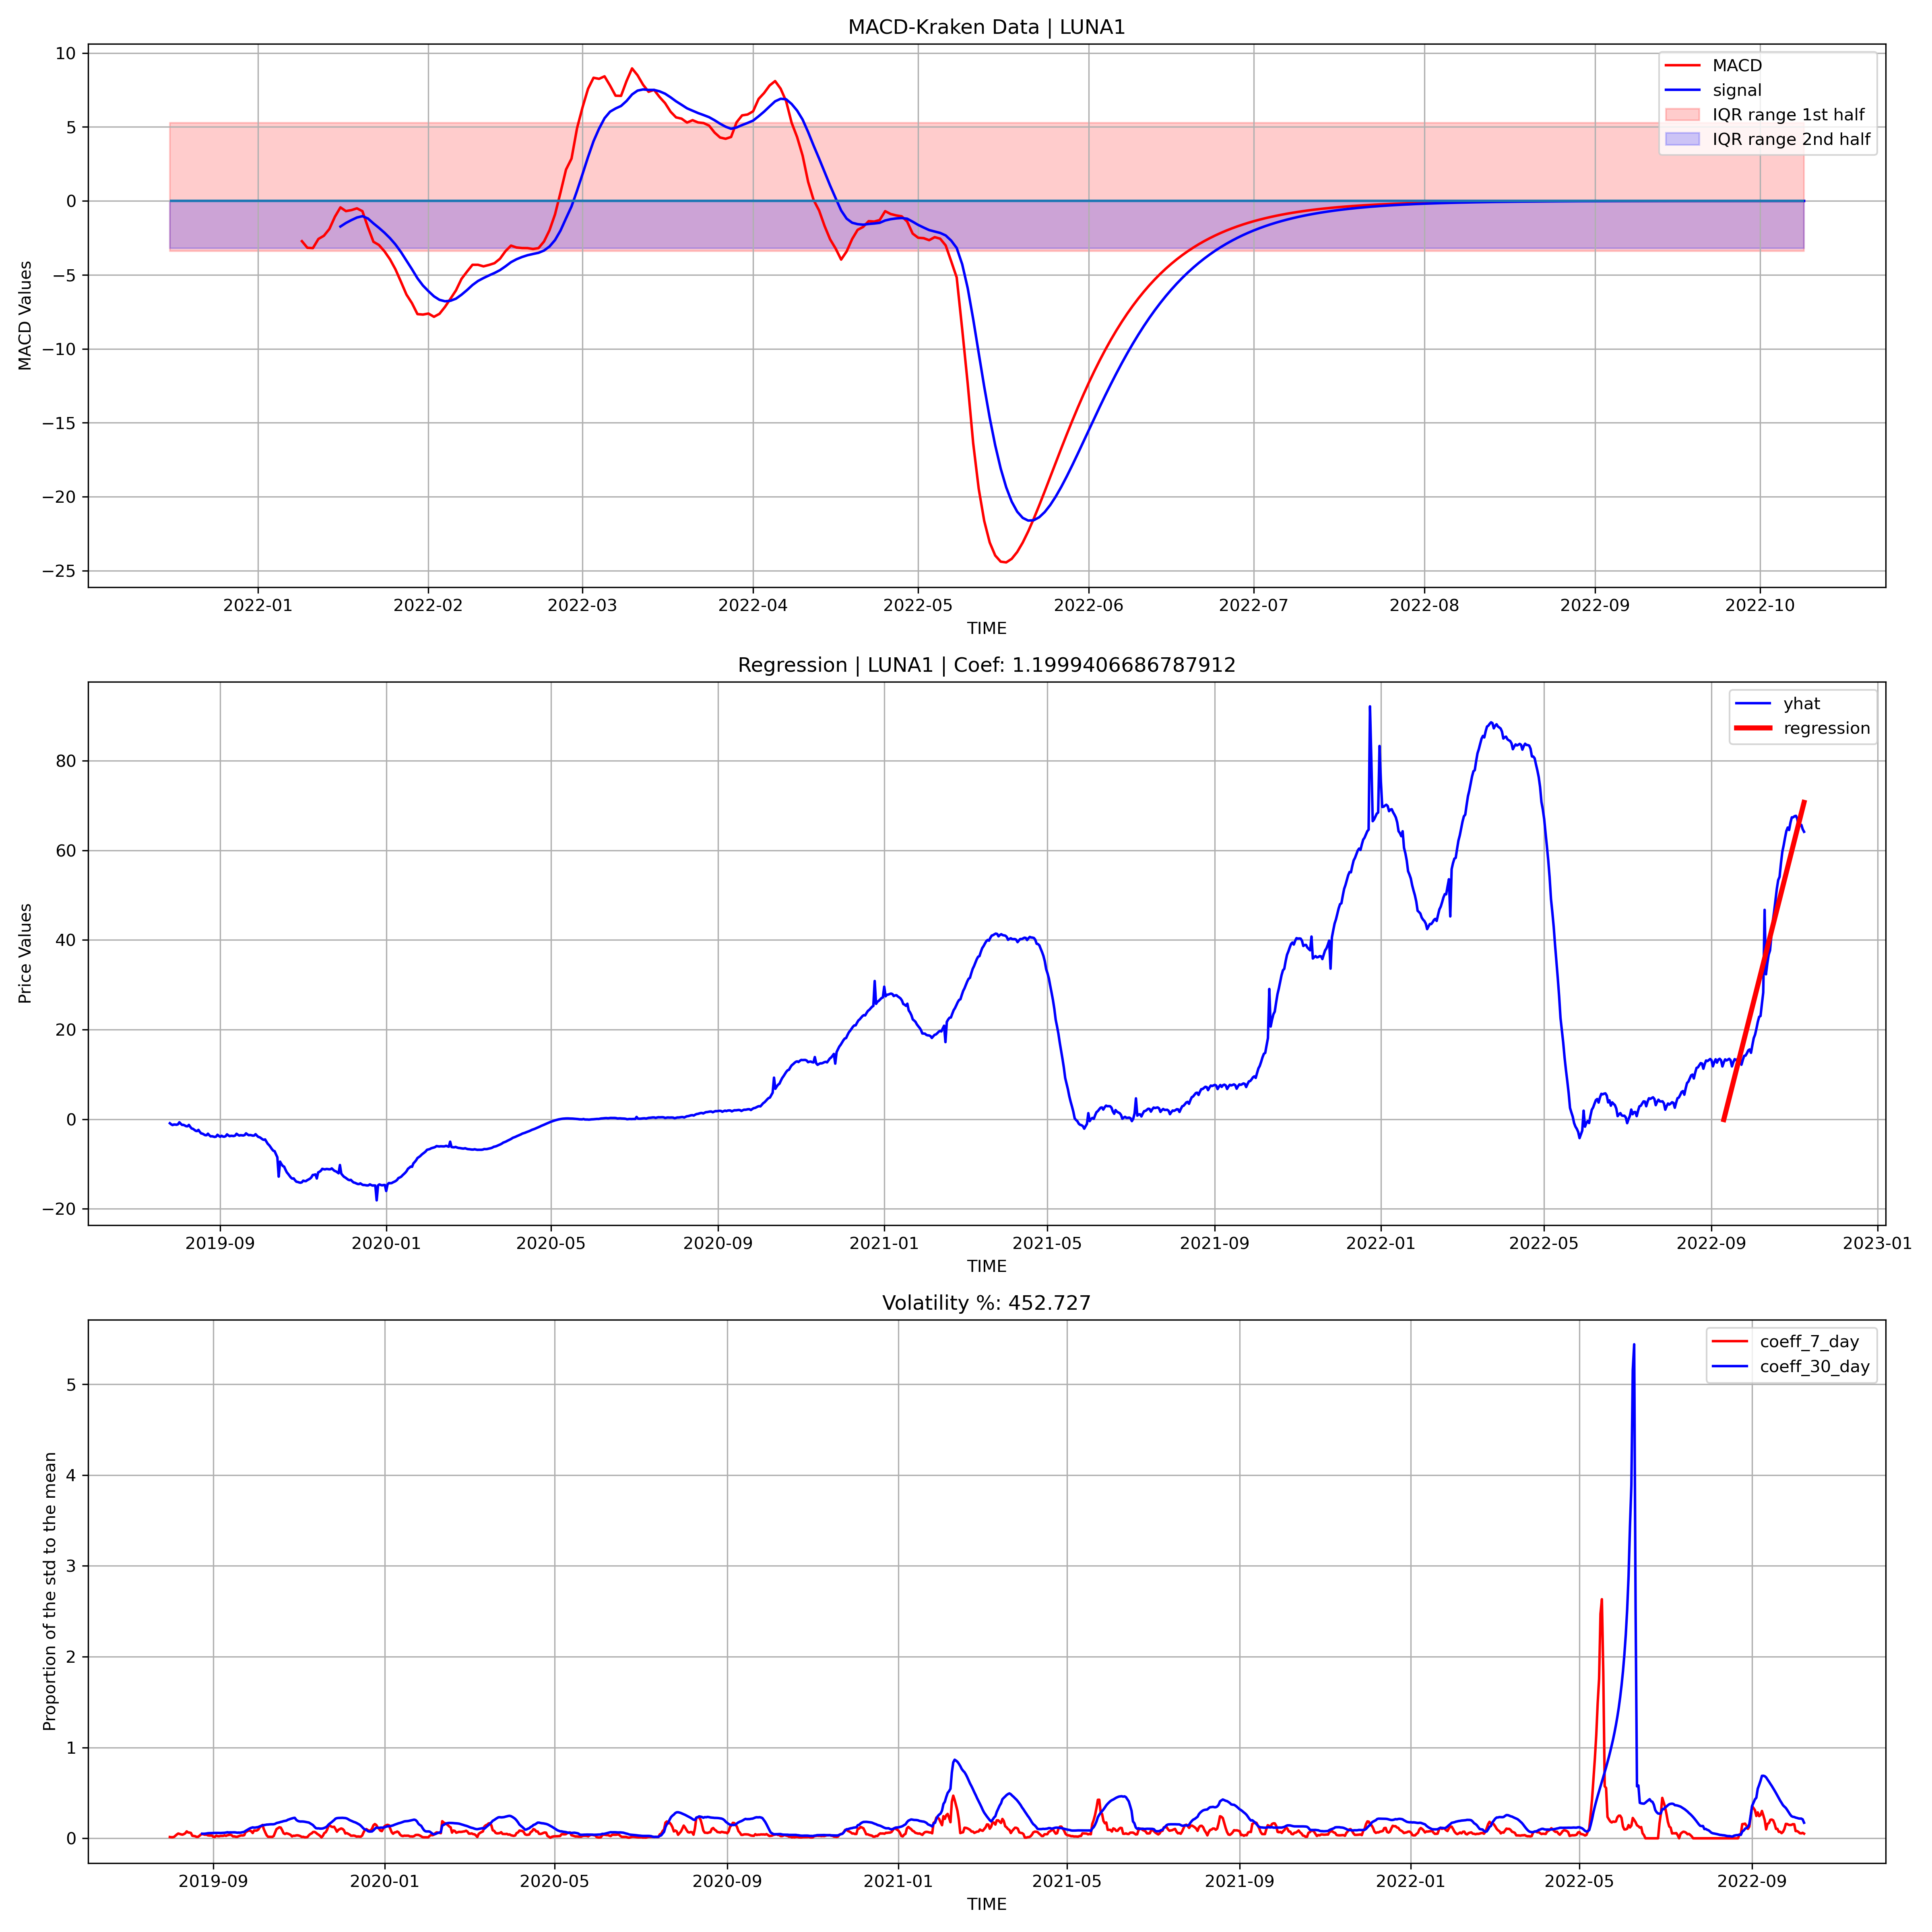 MACD-Kraken Data | LUNA1
10
5
0
−5
−10
−15
−20
−25
MACD Values
MACD
signal
IQR range 1st half
IQR range 2nd half
2022-01 2022-02 2022-03 2022-04 2022-05 2022-06 2022-07 2022-08 2022-09 2022-10
TIME
Regression | LUNA1 | Coef: 1.1999406686787912
80
60
40
20
0
−20
Price Values
yhat
regression
2019-09 2020-01 2020-05 2020-09 2021-01 2021-05 2021-09 2022-01 2022-05 2022-09 2023-01
TIME
Volatility %: 452.727
5
4
3
2
1
0
Proportion of the std to the mean
coeff_7_day
coeff_30_day
2019-09 2020-01 2020-05 2020-09 2021-01 2021-05 2021-09 2022-01 2022-05 2022-09
TIME